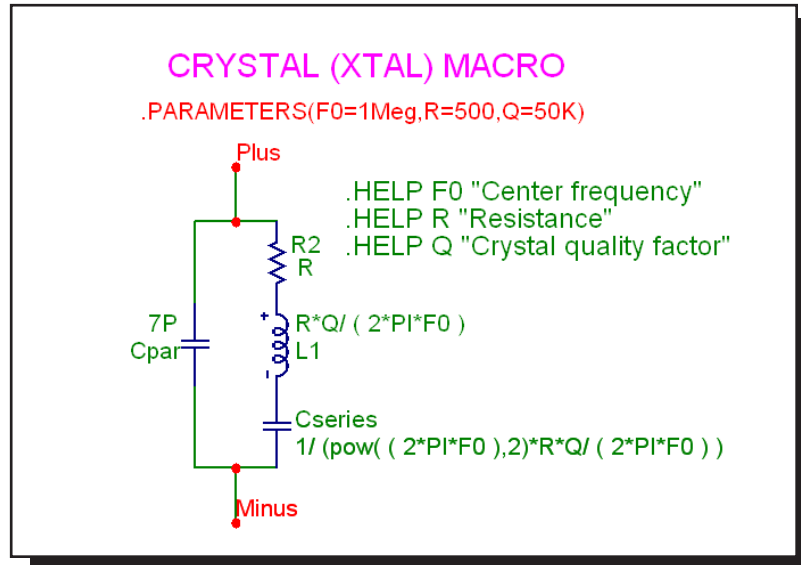 CRYSTAL (XTAL) MACRO
.PARAMETERS(F0=1Meg,R=500,Q=50K)
Plus
.HELP F0 "Center frequency"
.HELP R "Resistance"
.HELP Q "Crystal quality factor"
R2
R
7P
Cpar
+
R*Q/ ( 2*PI*F0 )
L1
-
Cseries
1/ (pow( ( 2*PI*F0 ),2)*R*Q/ ( 2*PI*F0 ) )
Minus